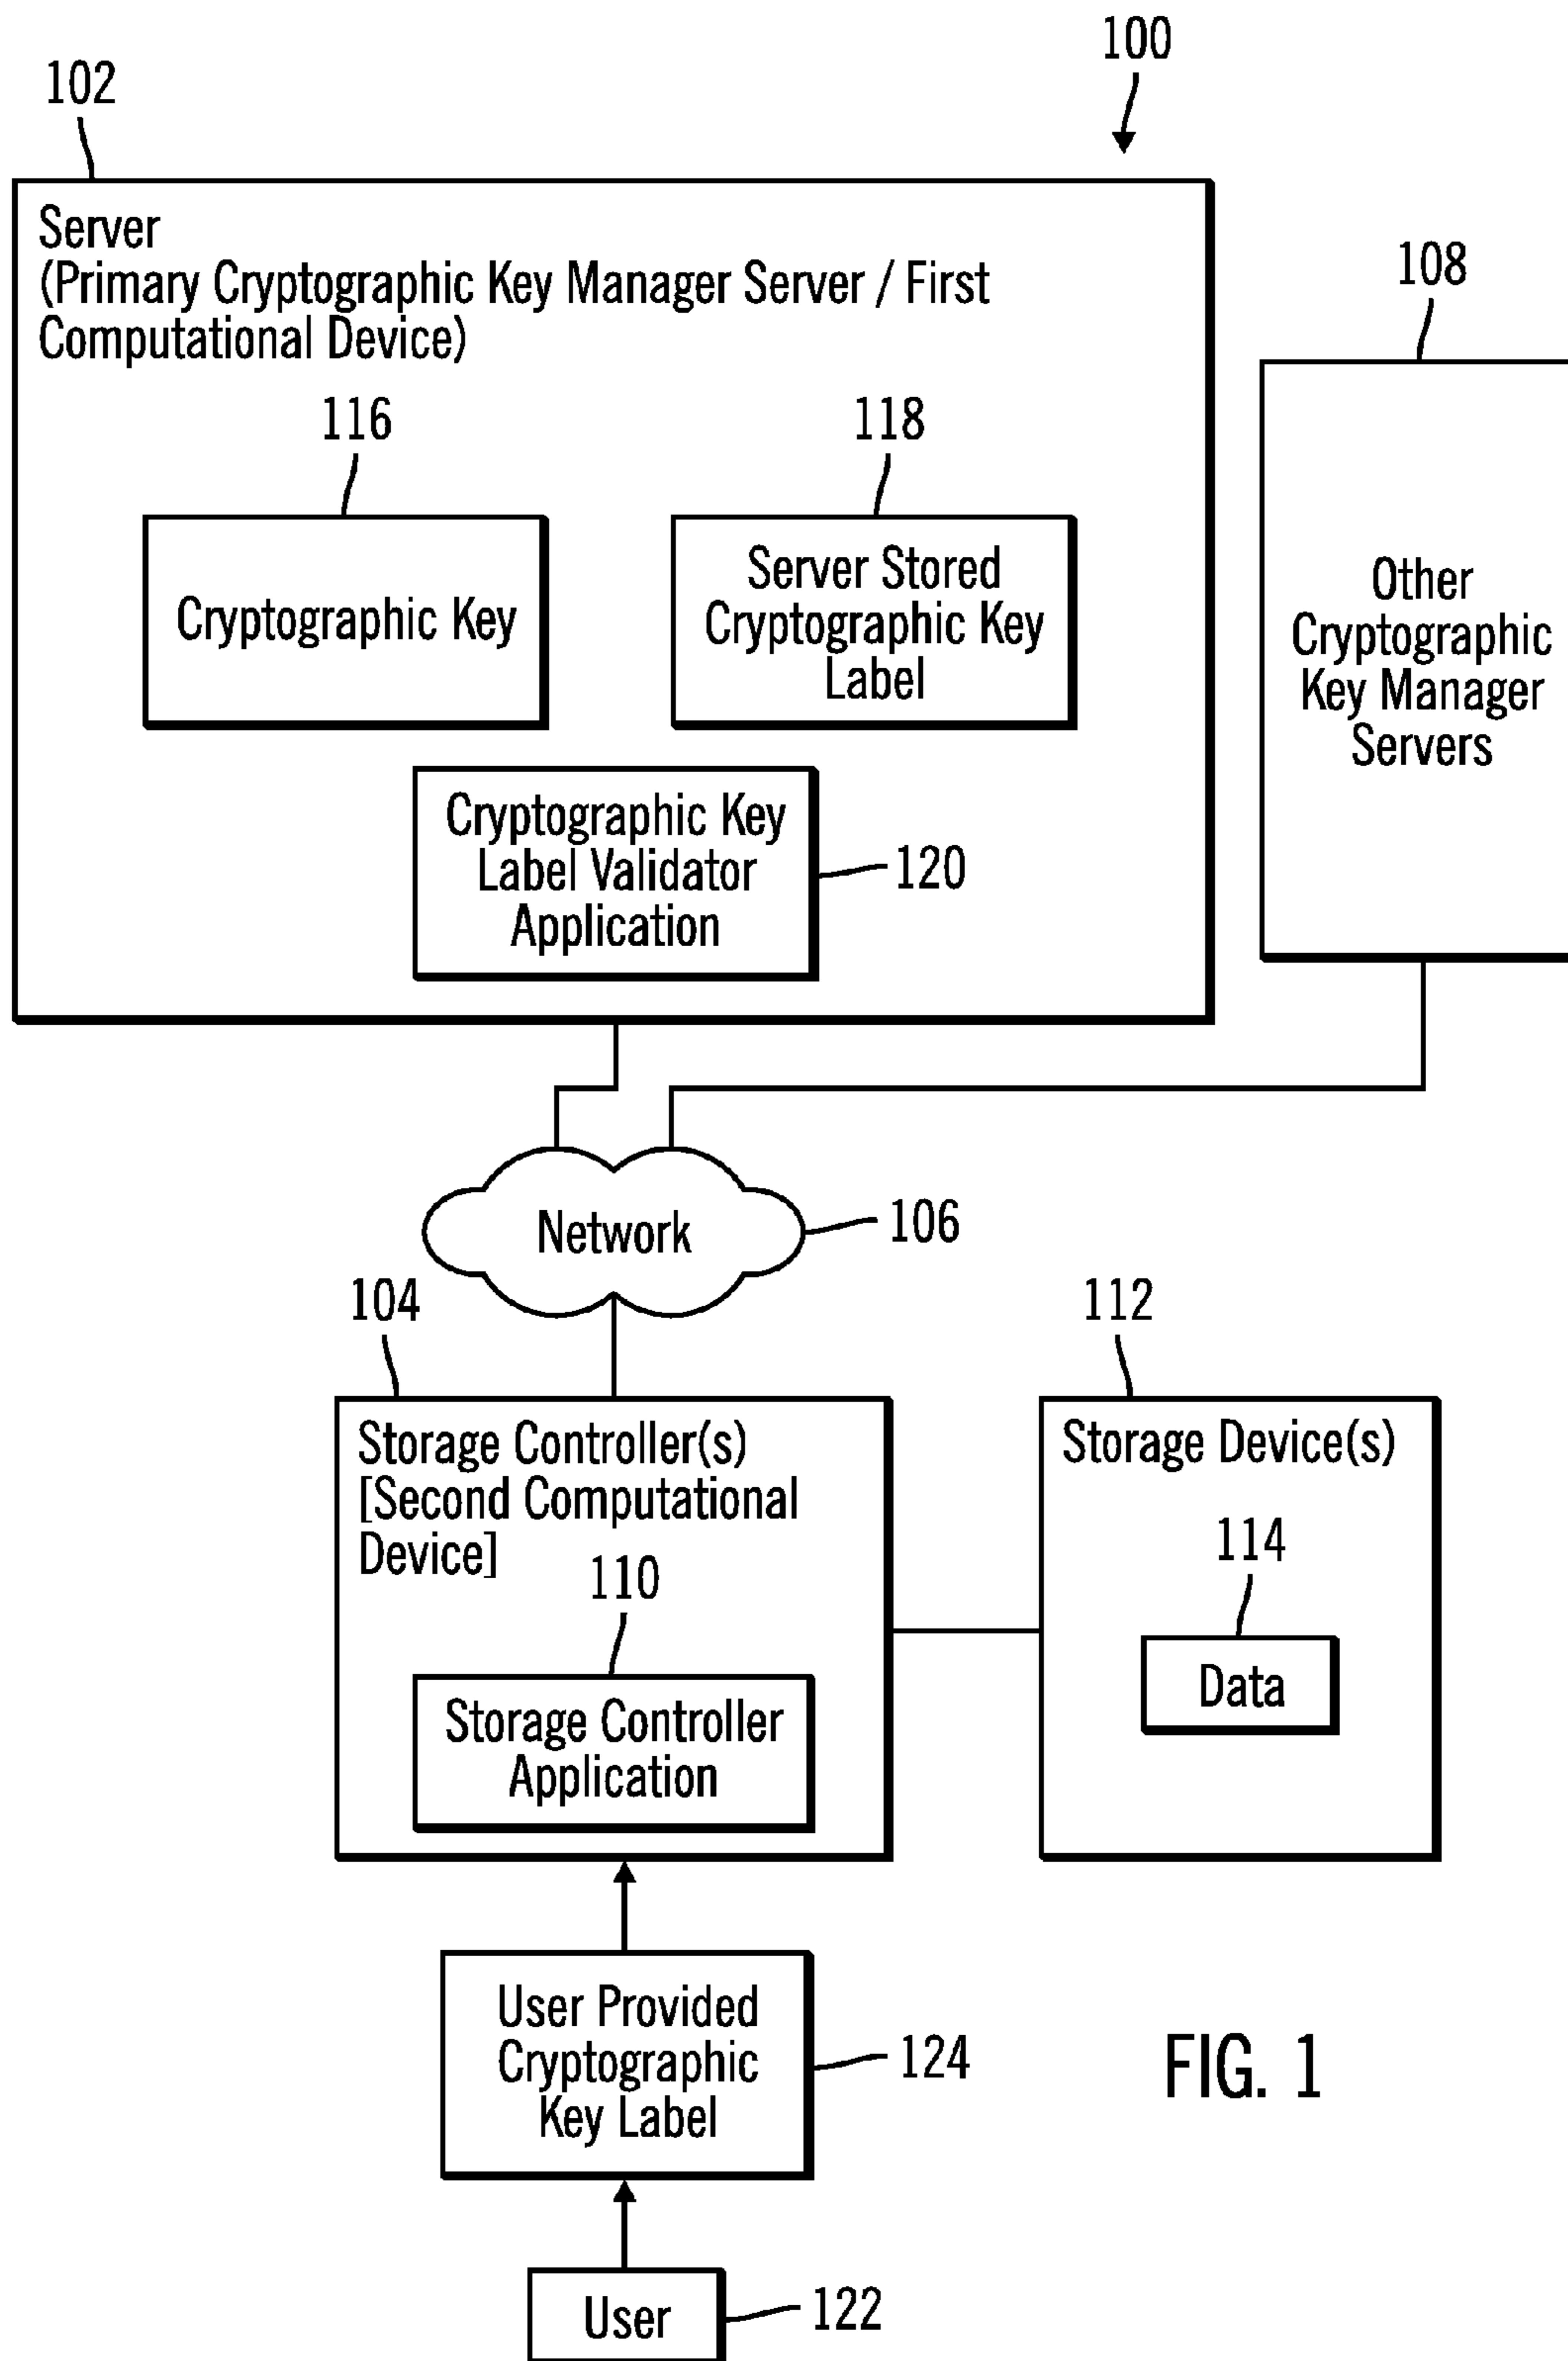 100
102
Server
(Primary Cryptographic Key Manager Server / First
Computational Device)
108
116
118
Cryptographic Key
Server Stored
Cryptographic Key
Label
Other
Cryptographic
Key Manager
Servers
Cryptographic Key
Label Validator
Application
120
Network
106
104
112
Storage Controller(s)
[Second Computational
Device]
Storage Device(s)
110
114
Storage Controller
Application
Data
User Provided
Cryptographic
Key Label
124
FIG. 1
User
122